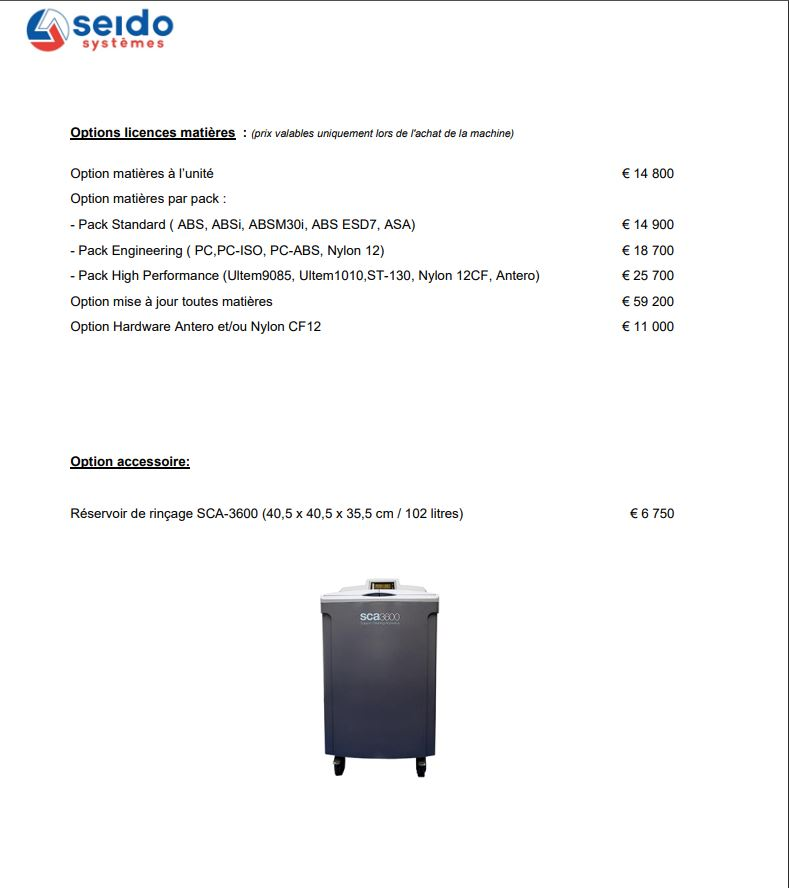 seido
systèmes
Options licences matières : (prix valables uniquement lors de l'achat de la machine)
Option matières à l'unité € 14 800
Option matières par pack :
- Pack Standard ( ABS, ABSi, ABSM30i, ABS ESD7, ASA) € 14 900
- Pack Engineering ( PC,PC-ISO, PC-ABS, Nylon 12) € 18 700
- Pack High Performance (Ultem9085, Ultem1010,ST-130, Nylon 12CF, Antero) € 25 700
Option mise à jour toutes matières € 59 200
Option Hardware Antero et/ou Nylon CF12 € 11 000
Option accessoire:
Réservoir de rinçage SCA-3600 (40,5 x 40,5 x 35,5 cm / 102 litres) € 6 750
sca3600